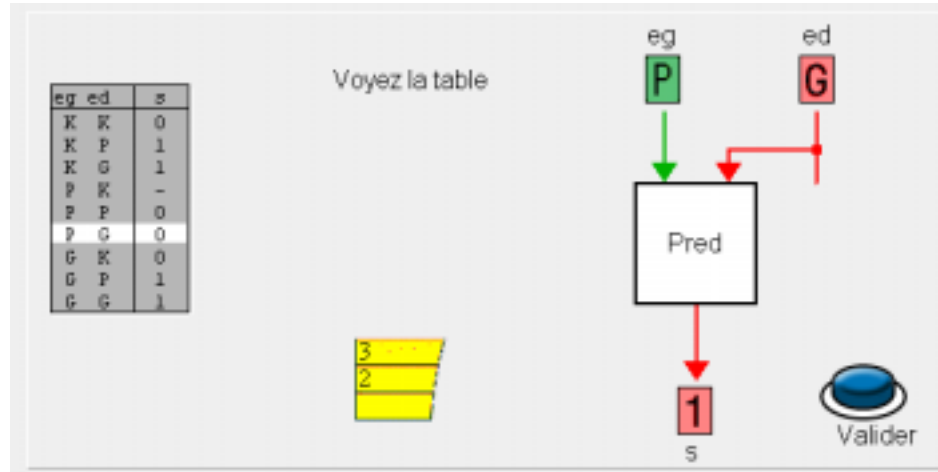 eg ed
Voyez la table
P G
eg ed s
K K 0
K P 1
K G 1
P K -
P P 0
P G 0
G K 0
G P 1
G G 1
Pred
3
2
1
s
Valider